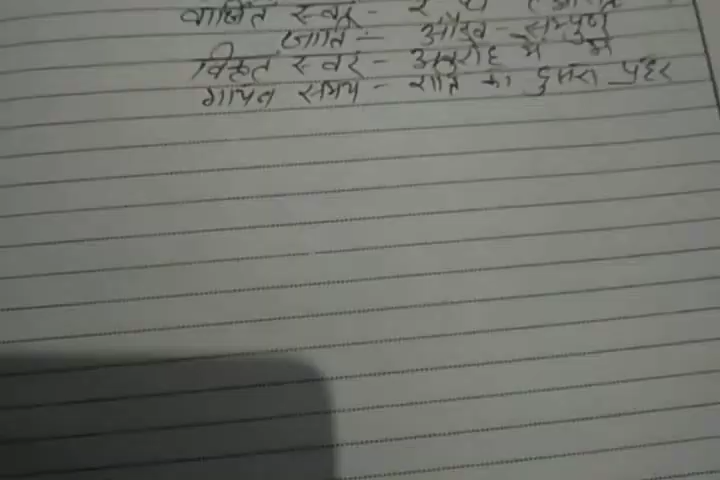 वर्जित स्वर - रे ध
जाति - औडव - सम्पुर्ण
विकृत स्वर - अवरोह में मे
गायन समय - रात्रि का दुसरा प्रहर